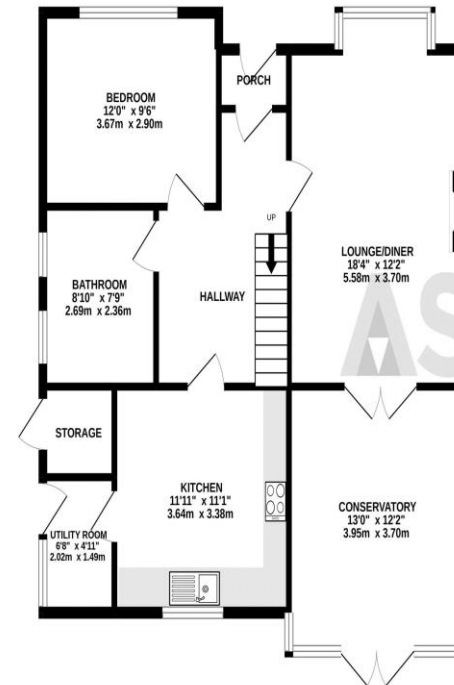 PORCH
BEDROOM
12'0" x 9'6"
3.67m x 2.90m
UP
LOUNGE/DINER
18'4" x 12'2"
5.58m x 3.70m
BATHROOM
8'10" x 7'9"
2.69m x 2.36m
HALLWAY
AS
STORAGE
KITCHEN
11'11" x 11'1"
3.64m x 3.38m
CONSERVATORY
13'0" x 12'2"
3.95m x 3.70m
UTILITY ROOM
6'8" x 4'11"
2.02m x 1.49m